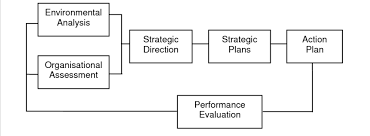 Environmental
Analysis
Organisational
Assessment
Strategic
Direction
Strategic
Plans
Action
Plan
Performance
Evaluation